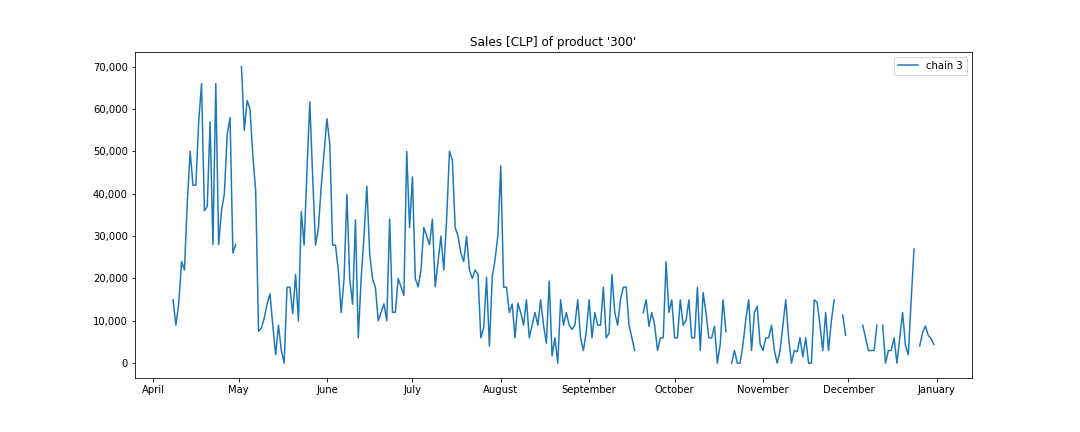 Sales [CLP] of product '300'
chain 3
70,000
60,000
50,000
40,000
30,000
20,000
10,000
0
April May June July August September October November December January